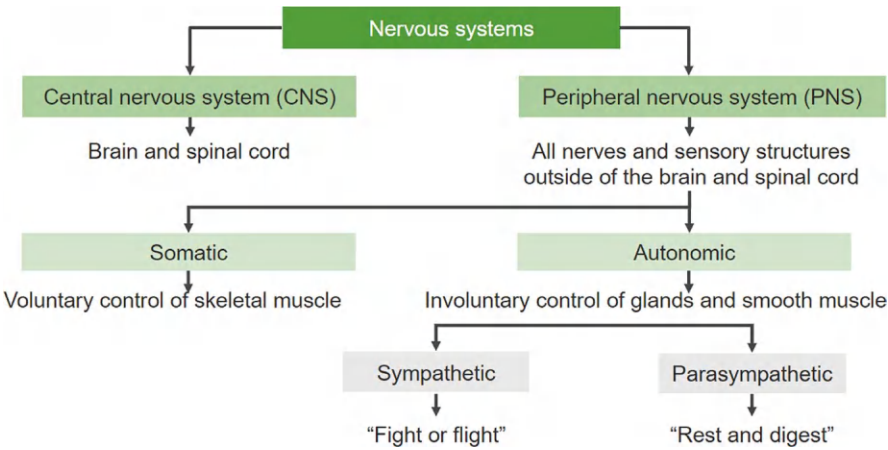 Nervous systems
Central nervous system (CNS)
Peripheral nervous system (PNS)
Brain and spinal cord
All nerves and sensory structures
outside of the brain and spinal cord
Somatic
Autonomic
Voluntary control of skeletal muscle
Involuntary control of glands and smooth muscle
Sympathetic
Parasympathetic
“Fight or flight”
“Rest and digest”